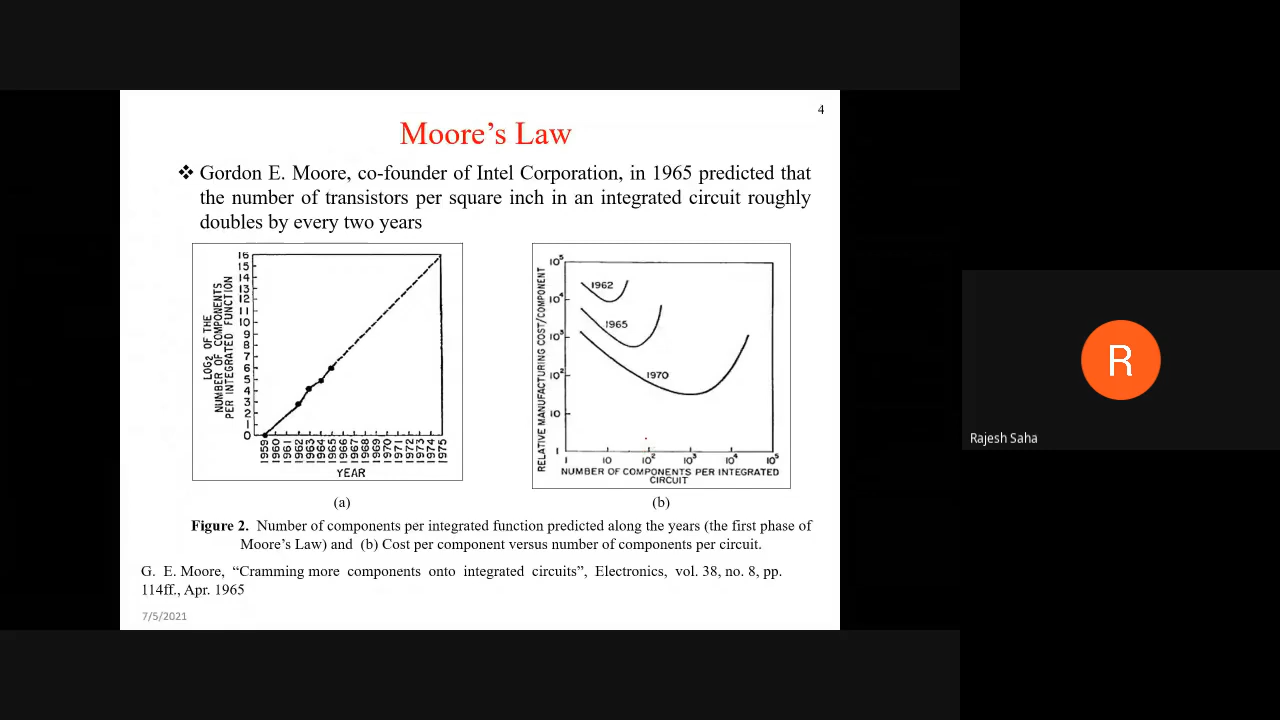 4
Moore's Law
❖ Gordon E. Moore, co-founder of Intel Corporation, in 1965 predicted that
the number of transistors per square inch in an integrated circuit roughly
doubles by every two years
LOG2 OF THE
NUMBER OF COMPONENTS
PER INTEGRATED FUNCTION
16
15
14
13
12
11
10
9
8
7
6
5
4
3
2
1
0
1959
1960
1961
1962
1963
1964
1965
1966
1967
1968
1969
1970
1971
1972
1973
1974
1975
YEAR
RELATIVE MANUFACTURING COST/COMPONENT
10⁵
10⁴
10³
10²
10
1
1962
1965
1970
1
10
10²
10³
10⁴
10⁵
NUMBER OF COMPONENTS PER INTEGRATED
CIRCUIT
(a)
(b)
Figure 2. Number of components per integrated function predicted along the years (the first phase of
Moore's Law) and (b) Cost per component versus number of components per circuit.
G. E. Moore, “Cramming more components onto integrated circuits”, Electronics, vol. 38, no. 8, pp.
114ff., Apr. 1965
7/5/2021
R
Rajesh Saha